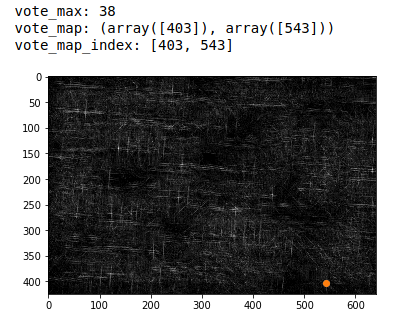 vote_max: 38
vote_map: (array([403]), array([543]))
vote_map_index: [403, 543]
0
50
100
150
200
250
300
350
400
0 100 200 300 400 500 600